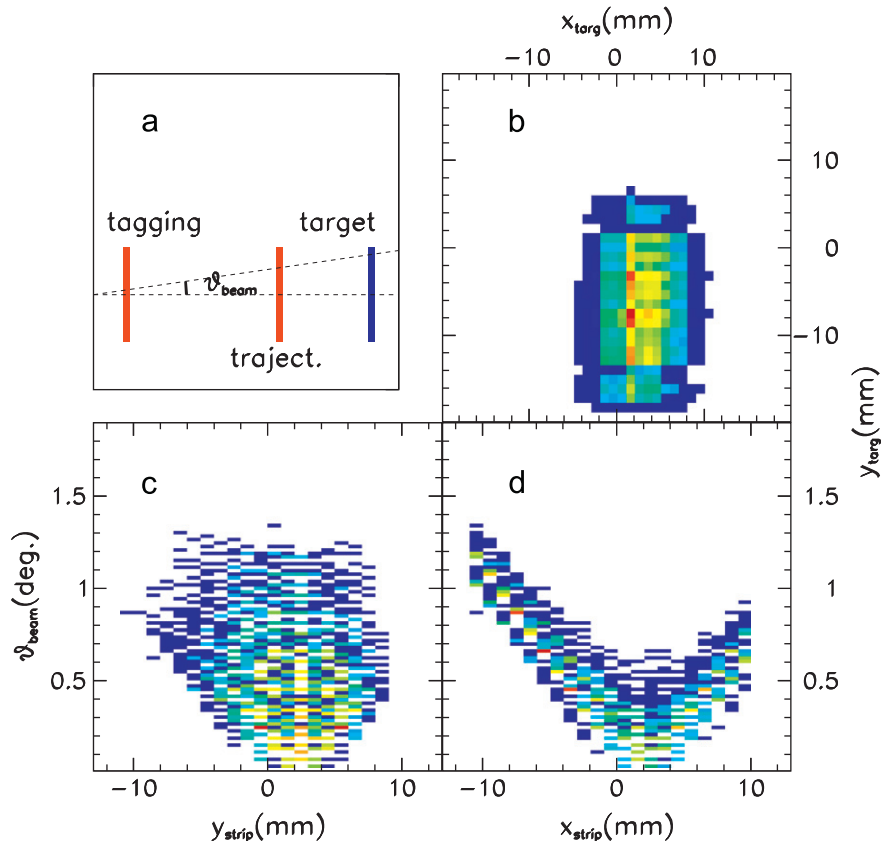 x_targ(mm)
−10 0 10
a
b
tagging target
ϑ_beam
traject.
10
0
−10
y_targ(mm)
c
d
ϑ_beam(deg.)
1.5
1
0.5
1.5
1
0.5
−10 0 10
−10 0 10
y_strip(mm)
x_strip(mm)